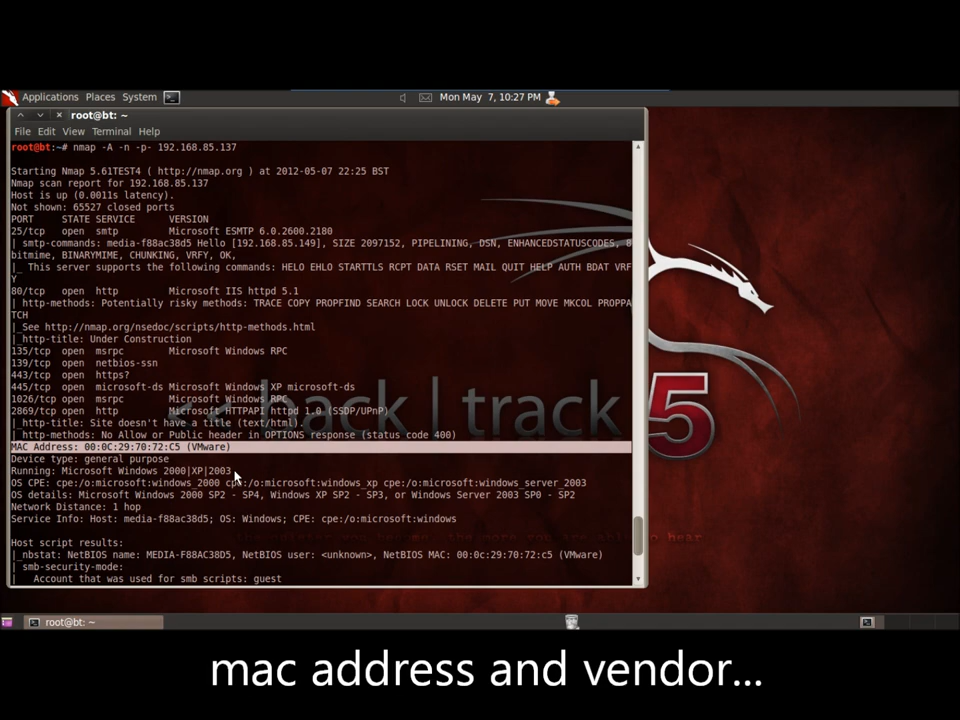 Applications Places System Mon May 7, 10:27 PM
root@bt: ~
File Edit View Terminal Help
root@bt:~# nmap -A -n -p- 192.168.85.137
Starting Nmap 5.61TEST4 ( http://nmap.org ) at 2012-05-07 22:25 BST
Nmap scan report for 192.168.85.137
Host is up (0.0011s latency).
Not shown: 65527 closed ports
PORT STATE SERVICE VERSION
25/tcp open smtp Microsoft ESMTP 6.0.2600.2180
| smtp-commands: media-f88ac38d5 Hello [192.168.85.149], SIZE 2097152, PIPELINING, DSN, ENHANCEDSTATUSCODES, 8
bitmime, BINARYMIME, CHUNKING, VRFY, OK,
|_ This server supports the following commands: HELO EHLO STARTTLS RCPT DATA RSET MAIL QUIT HELP AUTH BDAT VRF
Y
80/tcp open http Microsoft IIS httpd 5.1
| http-methods: Potentially risky methods: TRACE COPY PROPFIND SEARCH LOCK UNLOCK DELETE PUT MOVE MKCOL PROPPA
TCH
|_See http://nmap.org/nsedoc/scripts/http-methods.html
|_http-title: Under Construction
135/tcp open msrpc Microsoft Windows RPC
139/tcp open netbios-ssn
443/tcp open https?
445/tcp open microsoft-ds Microsoft Windows XP microsoft-ds
1026/tcp open msrpc Microsoft Windows RPC
2869/tcp open http Microsoft HTTPAPI httpd 1.0 (SSDP/UPnP)
|_http-title: Site doesn't have a title (text/html).
|_http-methods: No Allow or Public header in OPTIONS response (status code 400)
MAC Address: 00:0C:29:70:72:C5 (VMware)
Device type: general purpose
Running: Microsoft Windows 2000|XP|2003
OS CPE: cpe:/o:microsoft:windows_2000 cpe:/o:microsoft:windows_xp cpe:/o:microsoft:windows_server_2003
OS details: Microsoft Windows 2000 SP2 - SP4, Windows XP SP2 - SP3, or Windows Server 2003 SP0 - SP2
Network Distance: 1 hop
Service Info: Host: media-f88ac38d5; OS: Windows; CPE: cpe:/o:microsoft:windows
Host script results:
|_nbstat: NetBIOS name: MEDIA-F88AC38D5, NetBIOS user: <unknown>, NetBIOS MAC: 00:0c:29:70:72:c5 (VMware)
| smb-security-mode:
| Account that was used for smb scripts: guest
<< back | track 5
root@bt: ~
mac address and vendor...